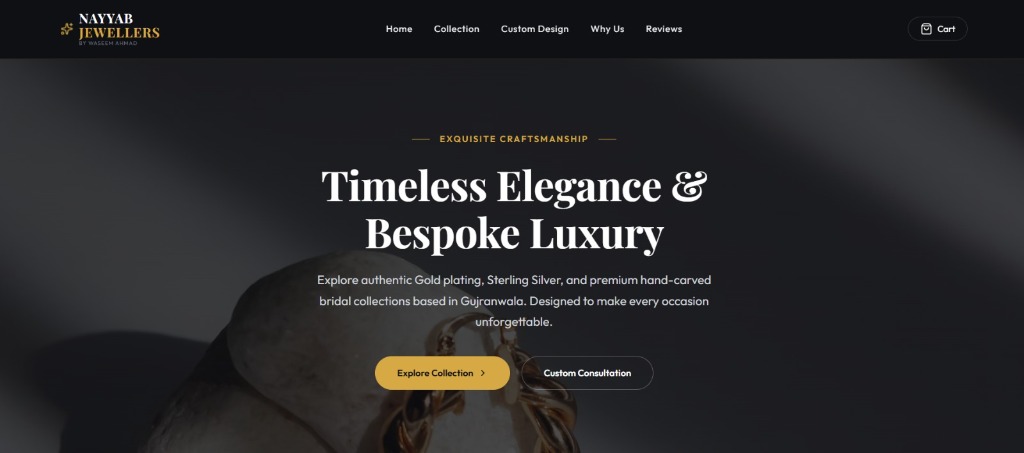 NAYYAB
JEWELLERS
BY WASEEM AHMAD
Home Collection Custom Design Why Us Reviews
Cart
EXQUISITE CRAFTSMANSHIP
Timeless Elegance &
Bespoke Luxury
Explore authentic Gold plating, Sterling Silver, and premium hand-carved
bridal collections based in Gujranwala. Designed to make every occasion
unforgettable.
Explore Collection
Custom Consultation